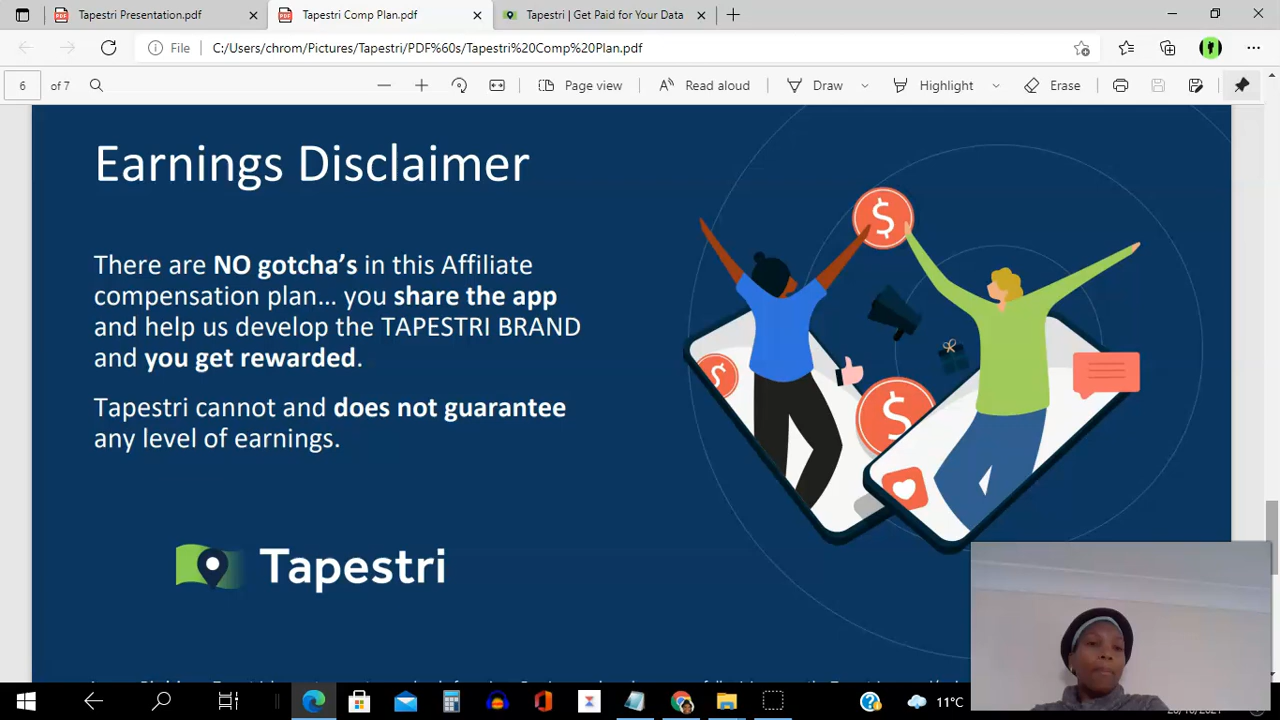 Tapestri Presentation.pdf
Tapestri Comp Plan.pdf
Tapestri | Get Paid for Your Data
File
C:/Users/chrom/Pictures/Tapestri/PDF%60s/Tapestri%20Comp%20Plan.pdf
6 of 7
Page view
Read aloud
Draw
Highlight
Erase
Earnings Disclaimer
There are NO gotcha’s in this Affiliate
compensation plan... you share the app
and help us develop the TAPESTRI BRAND
and you get rewarded.
Tapestri cannot and does not guarantee
any level of earnings.
$
$
$
Tapestri
11°C